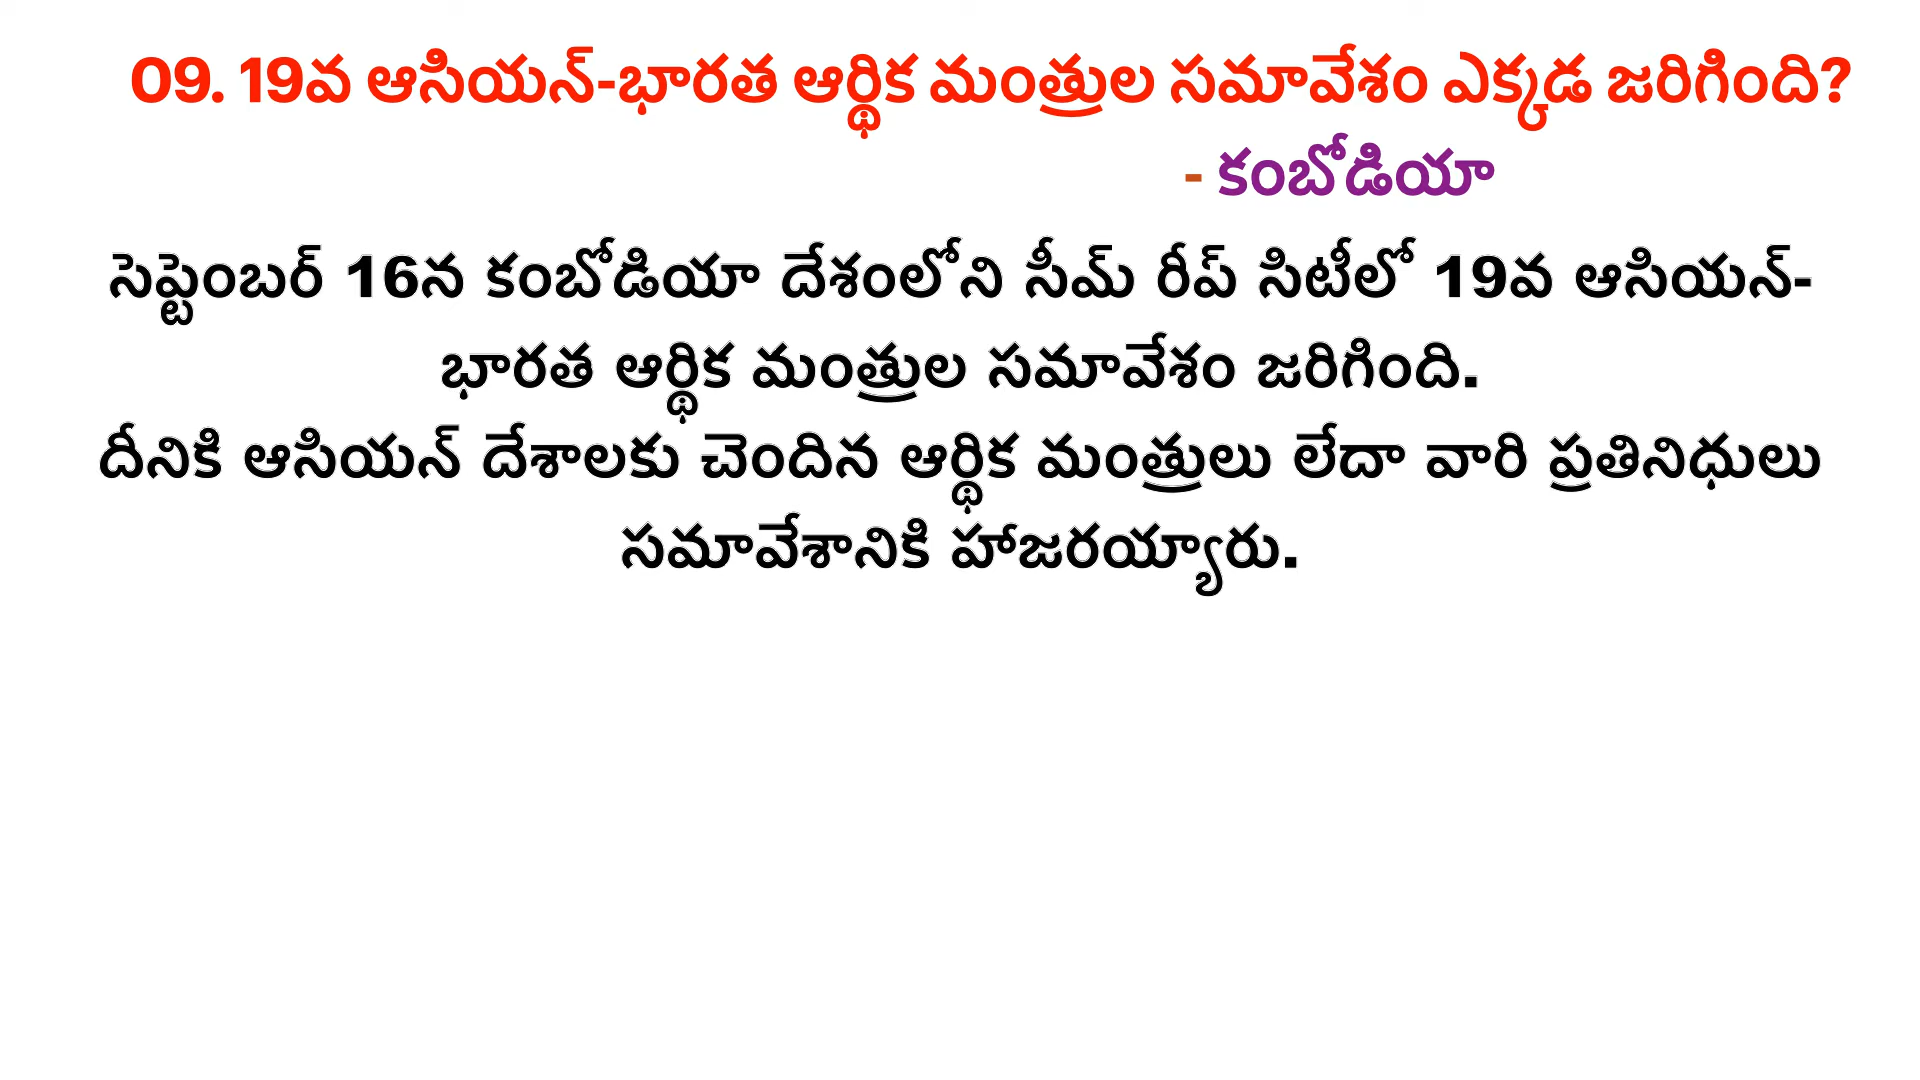 09. 19వ ఆసియన్-భారత ఆర్థిక మంత్రుల సమావేశం ఎక్కడ జరిగింది?
- కంబోడియా
సెప్టెంబర్ 16న కంబోడియా దేశంలోని సీమ్ రీప్ సిటీలో 19వ ఆసియన్-
భారత ఆర్థిక మంత్రుల సమావేశం జరిగింది.
దీనికి ఆసియన్ దేశాలకు చెందిన ఆర్థిక మంత్రులు లేదా వారి ప్రతినిధులు
సమావేశానికి హాజరయ్యారు.